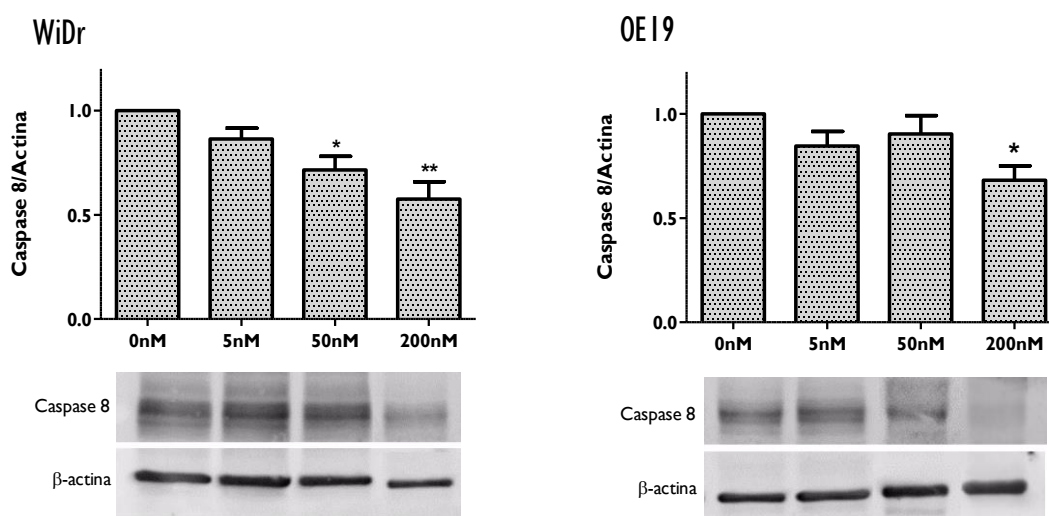 WiDr
Caspase 8/Actina
1.0
0.5
0.0
*
**
0nM 5nM 50nM 200nM
Caspase 8
β-actina
OE19
Caspase 8/Actina
1.0
0.5
0.0
*
0nM 5nM 50nM 200nM
Caspase 8
β-actina